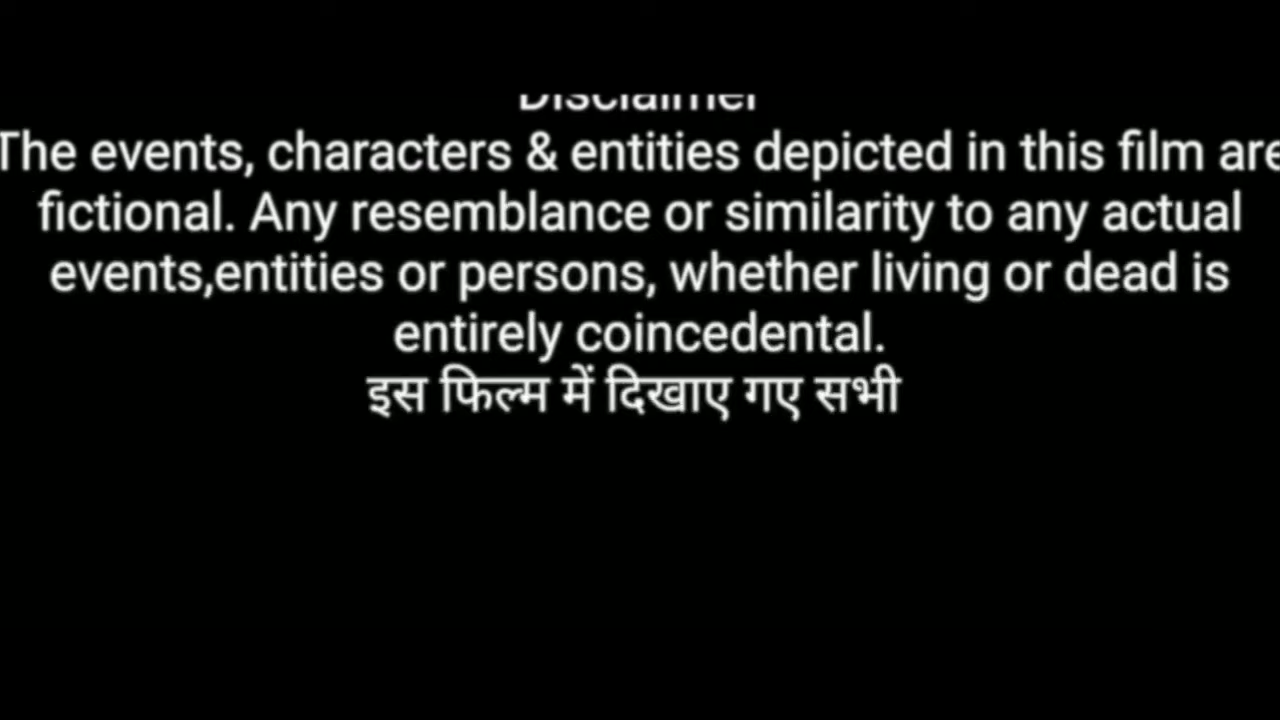 Disclaimer
The events, characters & entities depicted in this film are
fictional. Any resemblance or similarity to any actual
events,entities or persons, whether living or dead is
entirely coincedental.
इस फिल्म में दिखाए गए सभी